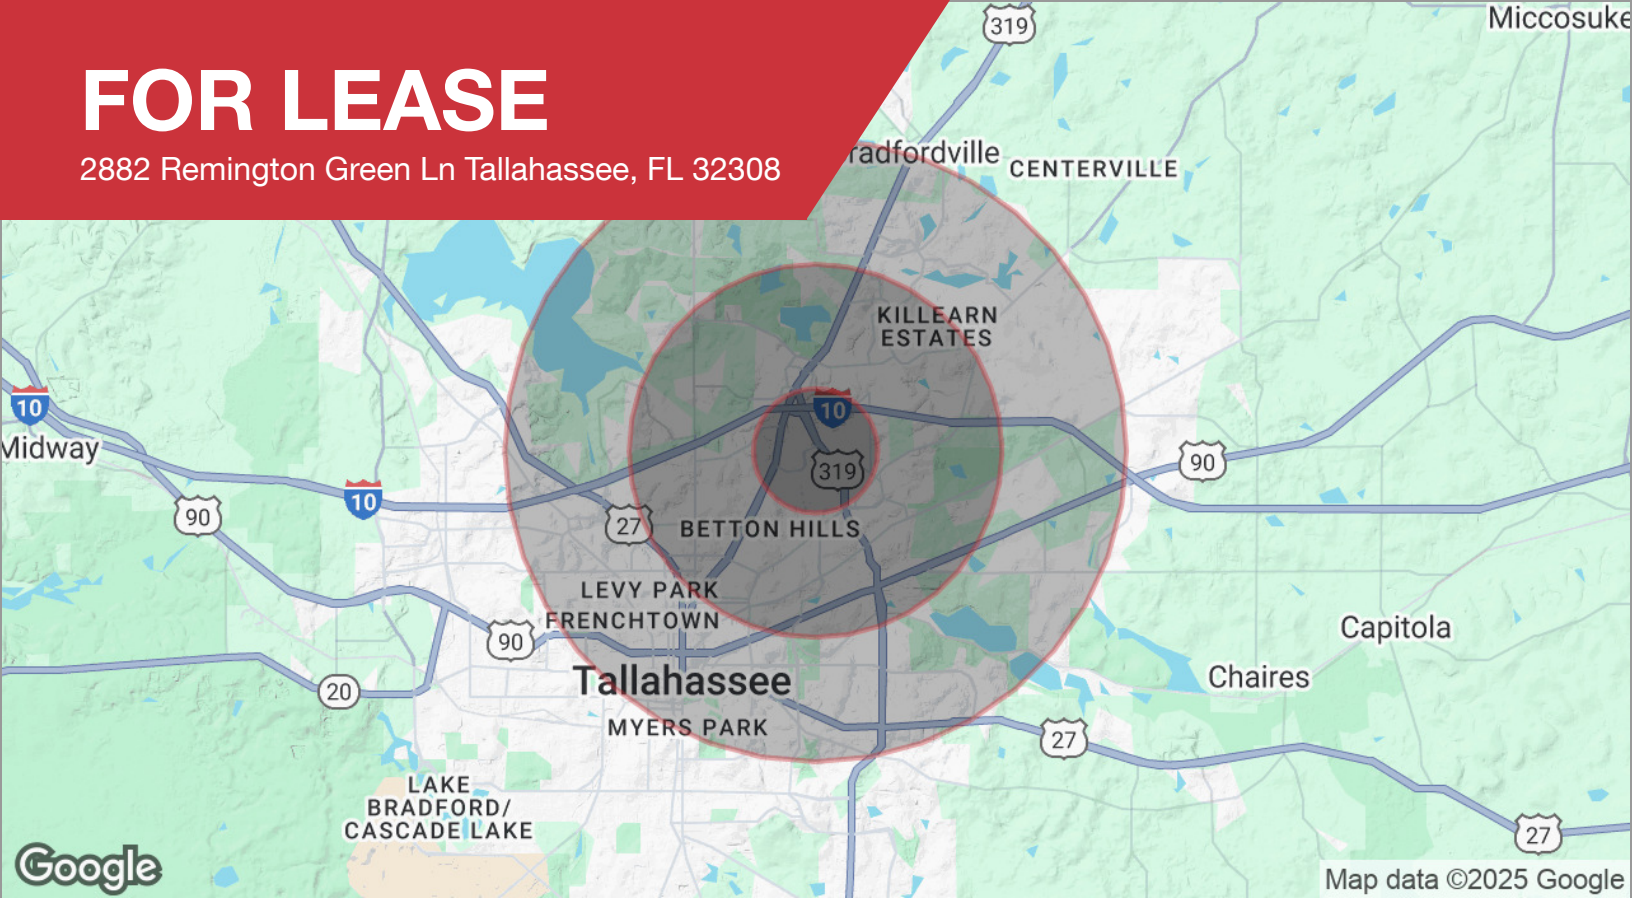 FOR LEASE
2882 Remington Green Ln Tallahassee, FL 32308
319
Miccosuke
radfordville
CENTERVILLE
KILLEARN
ESTATES
10
10
Midway
319
90
10
90
27
BETTON HILLS
LEVY PARK
FRENCHTOWN
90
Capitola
Tallahassee
Chaires
20
MYERS PARK
27
LAKE
BRADFORD/
CASCADE LAKE
27
Google
Map data ©2025 Google